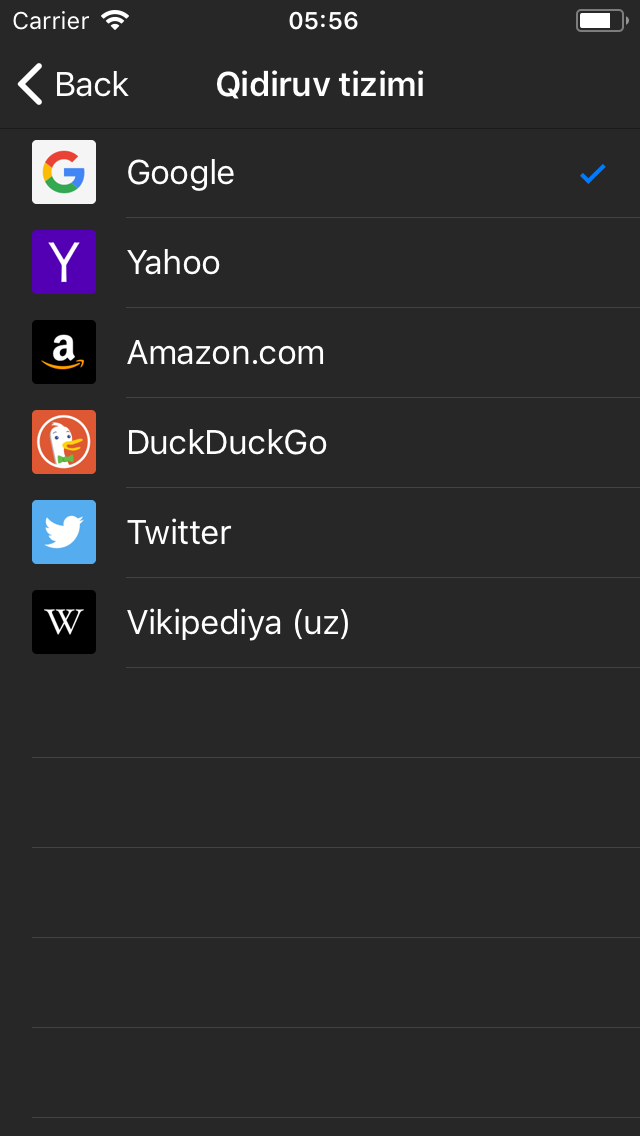 Carrier 05:56
Back Qidiruv tizimi
Google
Yahoo
Amazon.com
DuckDuckGo
Twitter
Vikipediya (uz)